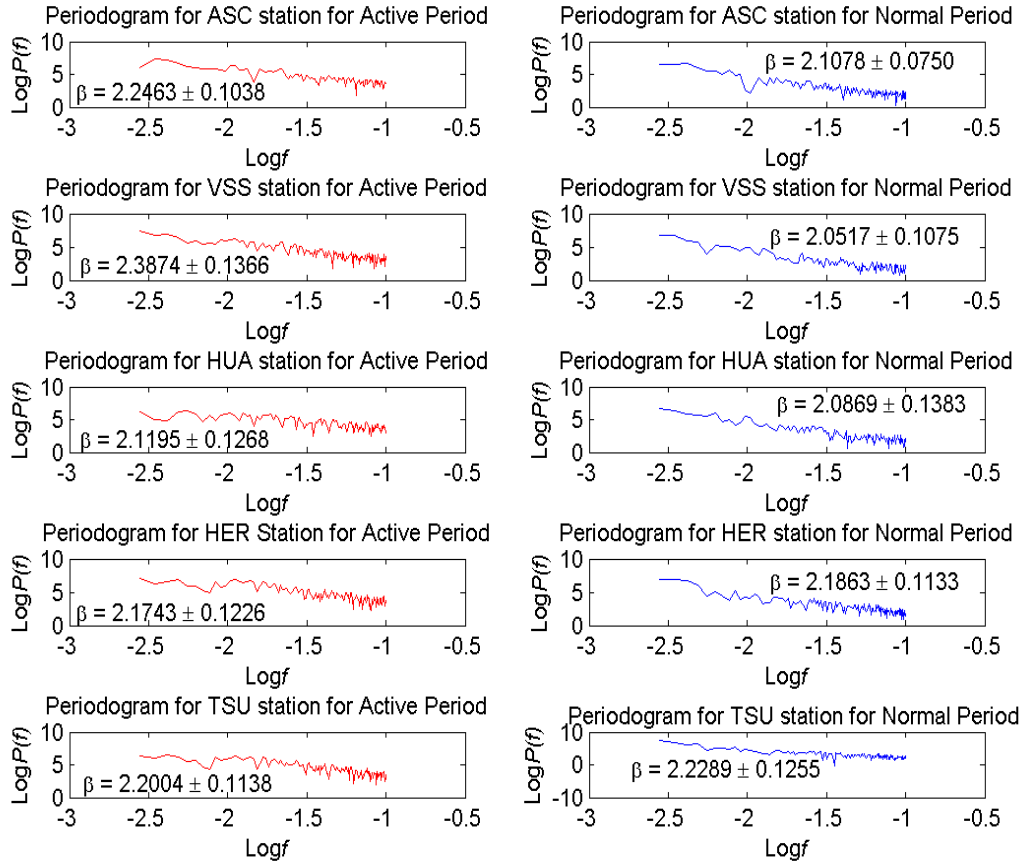 Periodogram for ASC station for Active Period
LogP(f)
10
5
0
β = 2.2463 ± 0.1038
-3 -2.5 -2 -1.5 -1 -0.5
Logf
Periodogram for ASC station for Normal Period
LogP(f)
10
5
0
β = 2.1078 ± 0.0750
-3 -2.5 -2 -1.5 -1 -0.5
Logf
Periodogram for VSS station for Active Period
LogP(f)
10
5
0
β = 2.3874 ± 0.1366
-3 -2.5 -2 -1.5 -1 -0.5
Logf
Periodogram for VSS station for Normal Period
LogP(f)
10
5
0
β = 2.0517 ± 0.1075
-3 -2.5 -2 -1.5 -1 -0.5
Logf
Periodogram for HUA station for Active Period
LogP(f)
10
5
0
β = 2.1195 ± 0.1268
-3 -2.5 -2 -1.5 -1 -0.5
Logf
Periodogram for HUA station for Normal Period
LogP(f)
10
5
0
β = 2.0869 ± 0.1383
-3 -2.5 -2 -1.5 -1 -0.5
Logf
Periodogram for HER Station for Active Period
LogP(f)
10
5
0
β = 2.1743 ± 0.1226
-3 -2.5 -2 -1.5 -1 -0.5
Logf
Periodogram for HER station for Normal Period
LogP(f)
10
5
0
β = 2.1863 ± 0.1133
-3 -2.5 -2 -1.5 -1 -0.5
Logf
Periodogram for TSU station for Active Period
LogP(f)
10
5
0
β = 2.2004 ± 0.1138
-3 -2.5 -2 -1.5 -1 -0.5
Logf
Periodogram for TSU station for Normal Period
LogP(f)
10
0
-10
β = 2.2289 ± 0.1255
-3 -2.5 -2 -1.5 -1 -0.5
Logf